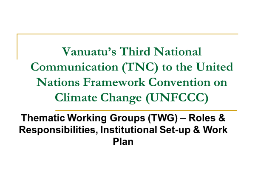 Vanuatu's Third National
Communication (TNC) to the United
Nations Framework Convention on
Climate Change (UNFCCC)
Thematic Working Groups (TWG) – Roles &
Responsibilities, Institutional Set-up & Work
Plan